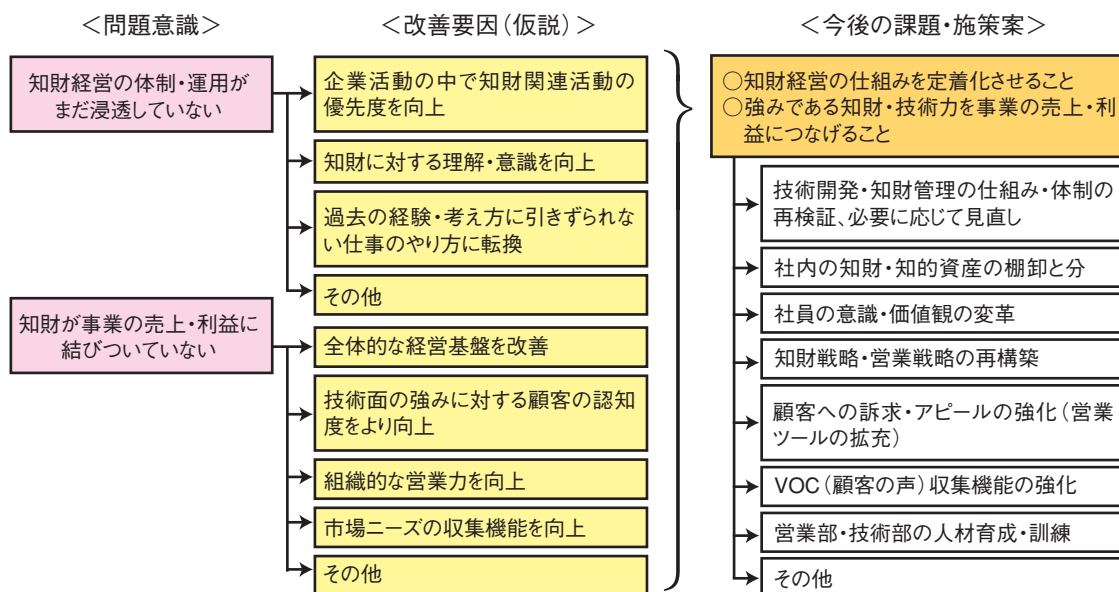 ＜問題意識＞
知財経営の体制・運用が
まだ浸透していない
知財が事業の売上・利益に
結びついていない
＜改善要因（仮説）＞
企業活動の中で知財関連活動の
優先度を向上
知財に対する理解・意識を向上
過去の経験・考え方に引きずられな
い仕事のやり方に転換
その他
全体的な経営基盤を改善
技術面の強みに対する顧客の認知
度をより向上
組織的な営業力を向上
市場ニーズの収集機能を向上
その他
＜今後の課題・施策案＞
○知財経営の仕組みを定着化させること
○強みである知財・技術力を事業の売上・利
益につなげること
技術開発・知財管理の仕組み・体制の
再検証、必要に応じて見直し
社内の知財・知的資産の棚卸と分
社員の意識・価値観の変革
知財戦略・営業戦略の再構築
顧客への訴求・アピールの強化（営業
ツールの拡充）
VOC（顧客の声）収集機能の強化
営業部・技術部の人材育成・訓練
その他